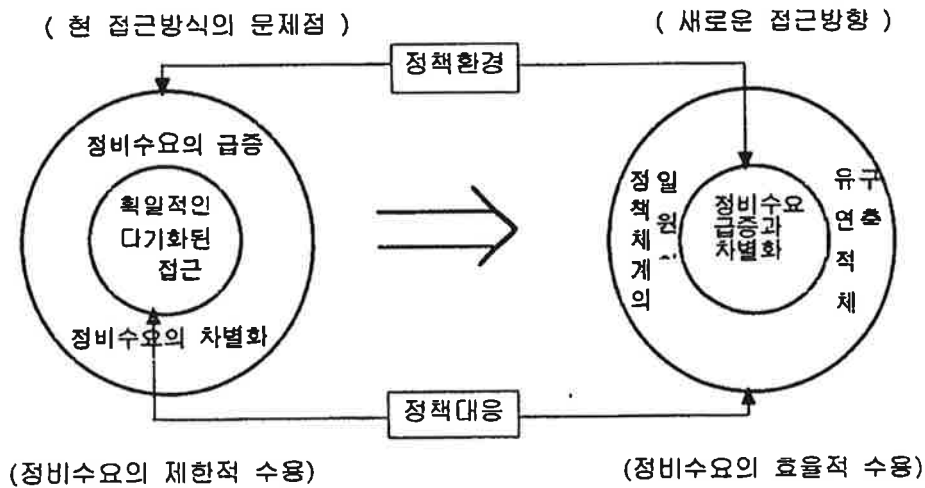 ( 현 접근방식의 문제점 )
( 새로운 접근방향 )
정책환경
정비수요의 급증
획일적인
다기화된
접근
정비수요의 차별화
정책체계의
일원
정비수요
급증과
차별화
유연적체
구축
정책대응
(정비수요의 제한적 수용)
(정비수요의 효율적 수용)